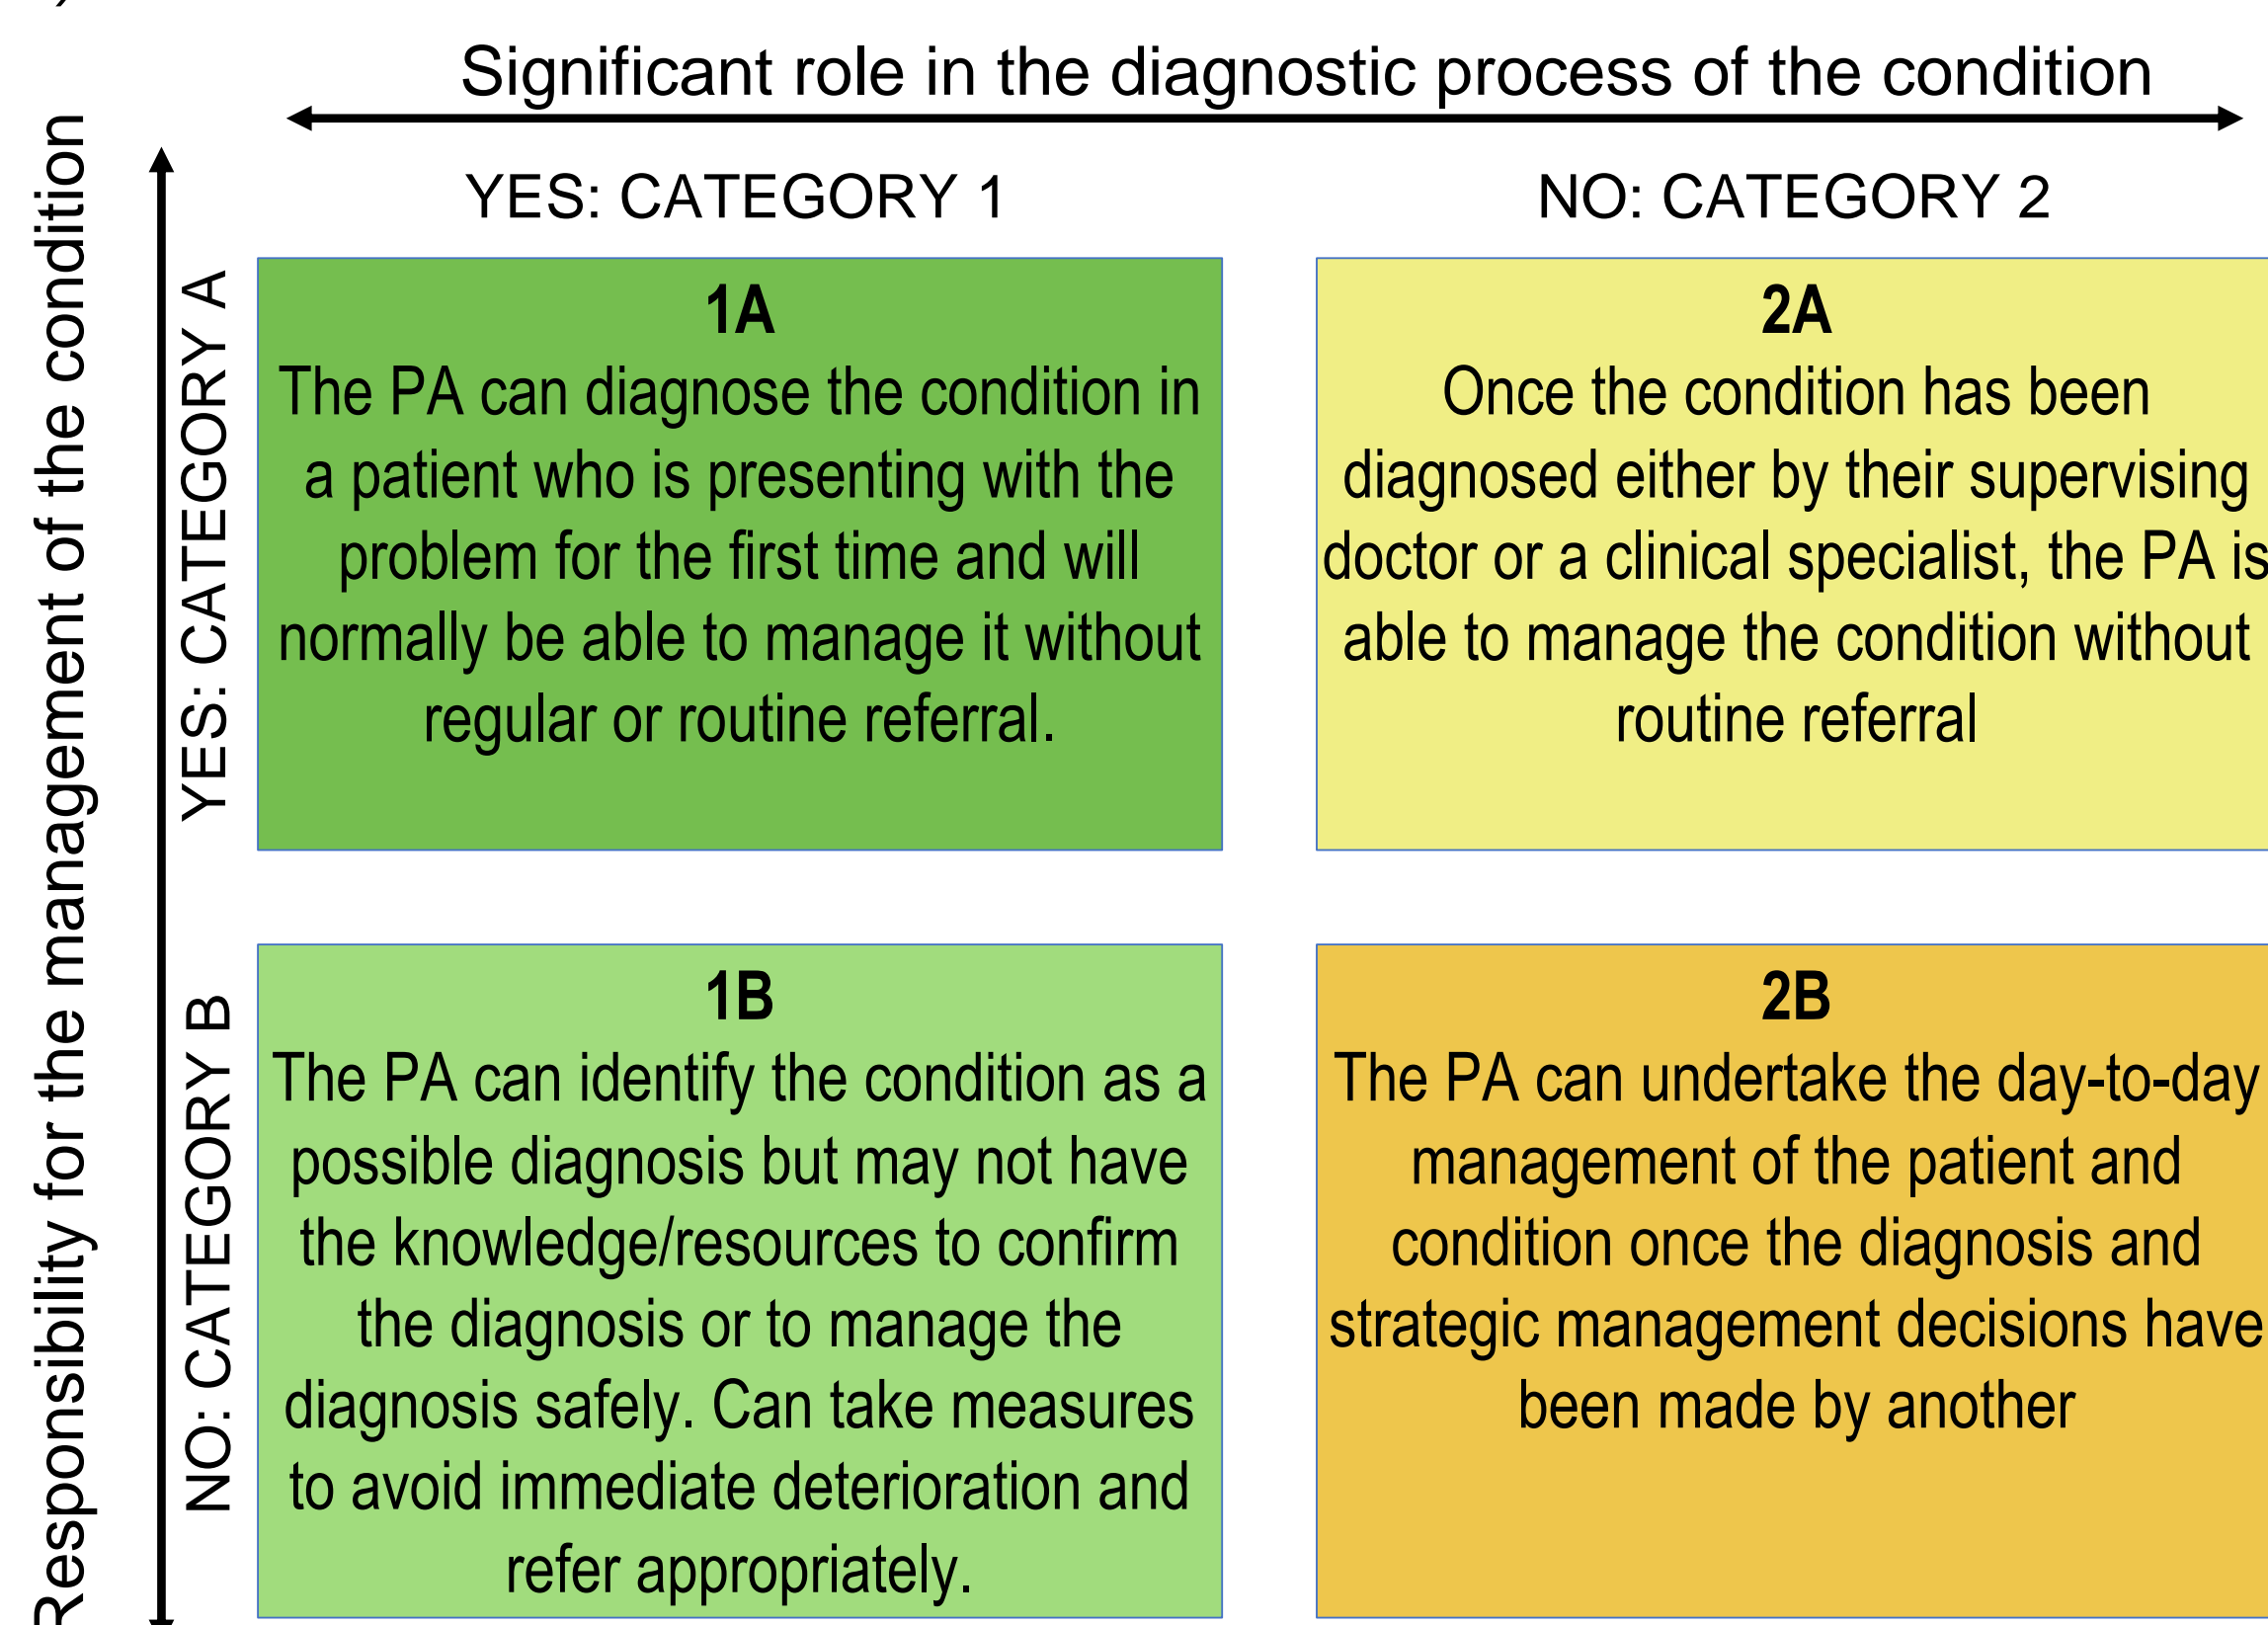 Significant role in the diagnostic process of the condition
YES: CATEGORY 1
NO: CATEGORY 2
Responsibility for the management of the condition
YES: CATEGORY A
1A
The PA can diagnose the condition in
a patient who is presenting with the
problem for the first time and will
normally be able to manage it without
regular or routine referral.
2A
Once the condition has been
diagnosed either by their supervising
doctor or a clinical specialist, the PA is
able to manage the condition without
routine referral
NO: CATEGORY B
1B
The PA can identify the condition as a
possible diagnosis but may not have
the knowledge/resources to confirm
the diagnosis or to manage the
diagnosis safely. Can take measures
to avoid immediate deterioration and
refer appropriately.
2B
The PA can undertake the day-to-day
management of the patient and
condition once the diagnosis and
strategic management decisions have
been made by another